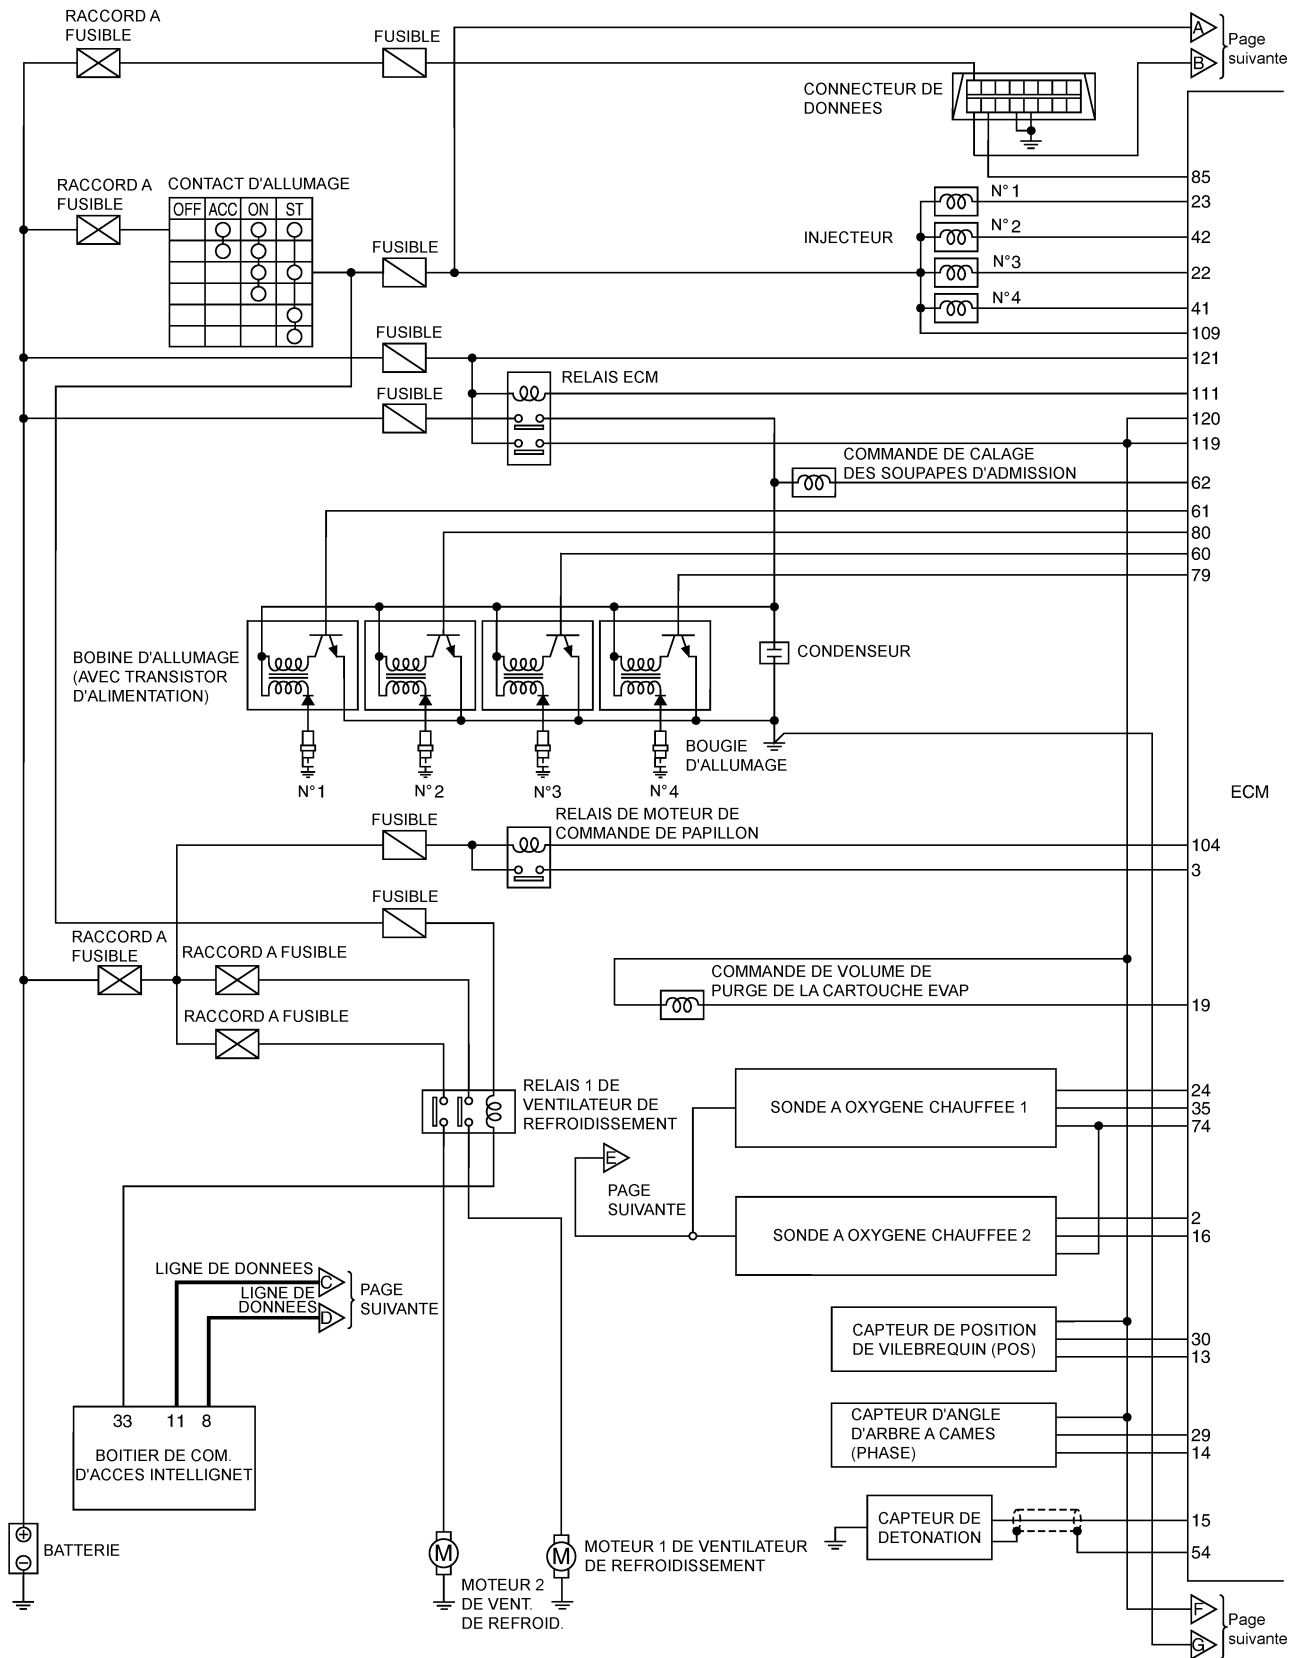 RACCORD A
FUSIBLE
FUSIBLE
A
B
Page
suivante
CONNECTEUR DE
DONNEES
RACCORD A
FUSIBLE
CONTACT D'ALLUMAGE
OFF ACC ON ST
FUSIBLE
INJECTEUR
N°1
N°2
N°3
N°4
85
23
42
22
41
109
FUSIBLE
121
FUSIBLE
RELAIS ECM
111
120
119
COMMANDE DE CALAGE
DES SOUPAPES D'ADMISSION
62
61
80
60
79
BOBINE D'ALLUMAGE
(AVEC TRANSISTOR
D'ALIMENTATION)
CONDENSEUR
BOUGIE
D'ALLUMAGE
N°1
N°2
N°3
N°4
ECM
FUSIBLE
RELAIS DE MOTEUR DE
COMMANDE DE PAPILLON
104
3
FUSIBLE
RACCORD A
FUSIBLE
RACCORD A FUSIBLE
RACCORD A FUSIBLE
COMMANDE DE VOLUME DE
PURGE DE LA CARTOUCHE EVAP
19
RELAIS 1 DE
VENTILATEUR DE
REFROIDISSEMENT
SONDE A OXYGENE CHAUFFEE 1
24
35
74
E
PAGE
SUIVANTE
SONDE A OXYGENE CHAUFFEE 2
2
16
LIGNE DE DONNEES
C
LIGNE DE
DONNEES
D
PAGE
SUIVANTE
CAPTEUR DE POSITION
DE VILEBREQUIN (POS)
30
13
33 11 8
BOITIER DE COM.
D'ACCES INTELLIGNET
CAPTEUR D'ANGLE
D'ARBRE A CAMES
(PHASE)
29
14
CAPTEUR DE
DETONATION
15
54
BATTERIE
M
MOTEUR 2
DE VENT.
DE REFROID.
M
MOTEUR 1 DE VENTILATEUR
DE REFROIDISSEMENT
F
G
Page
suivante